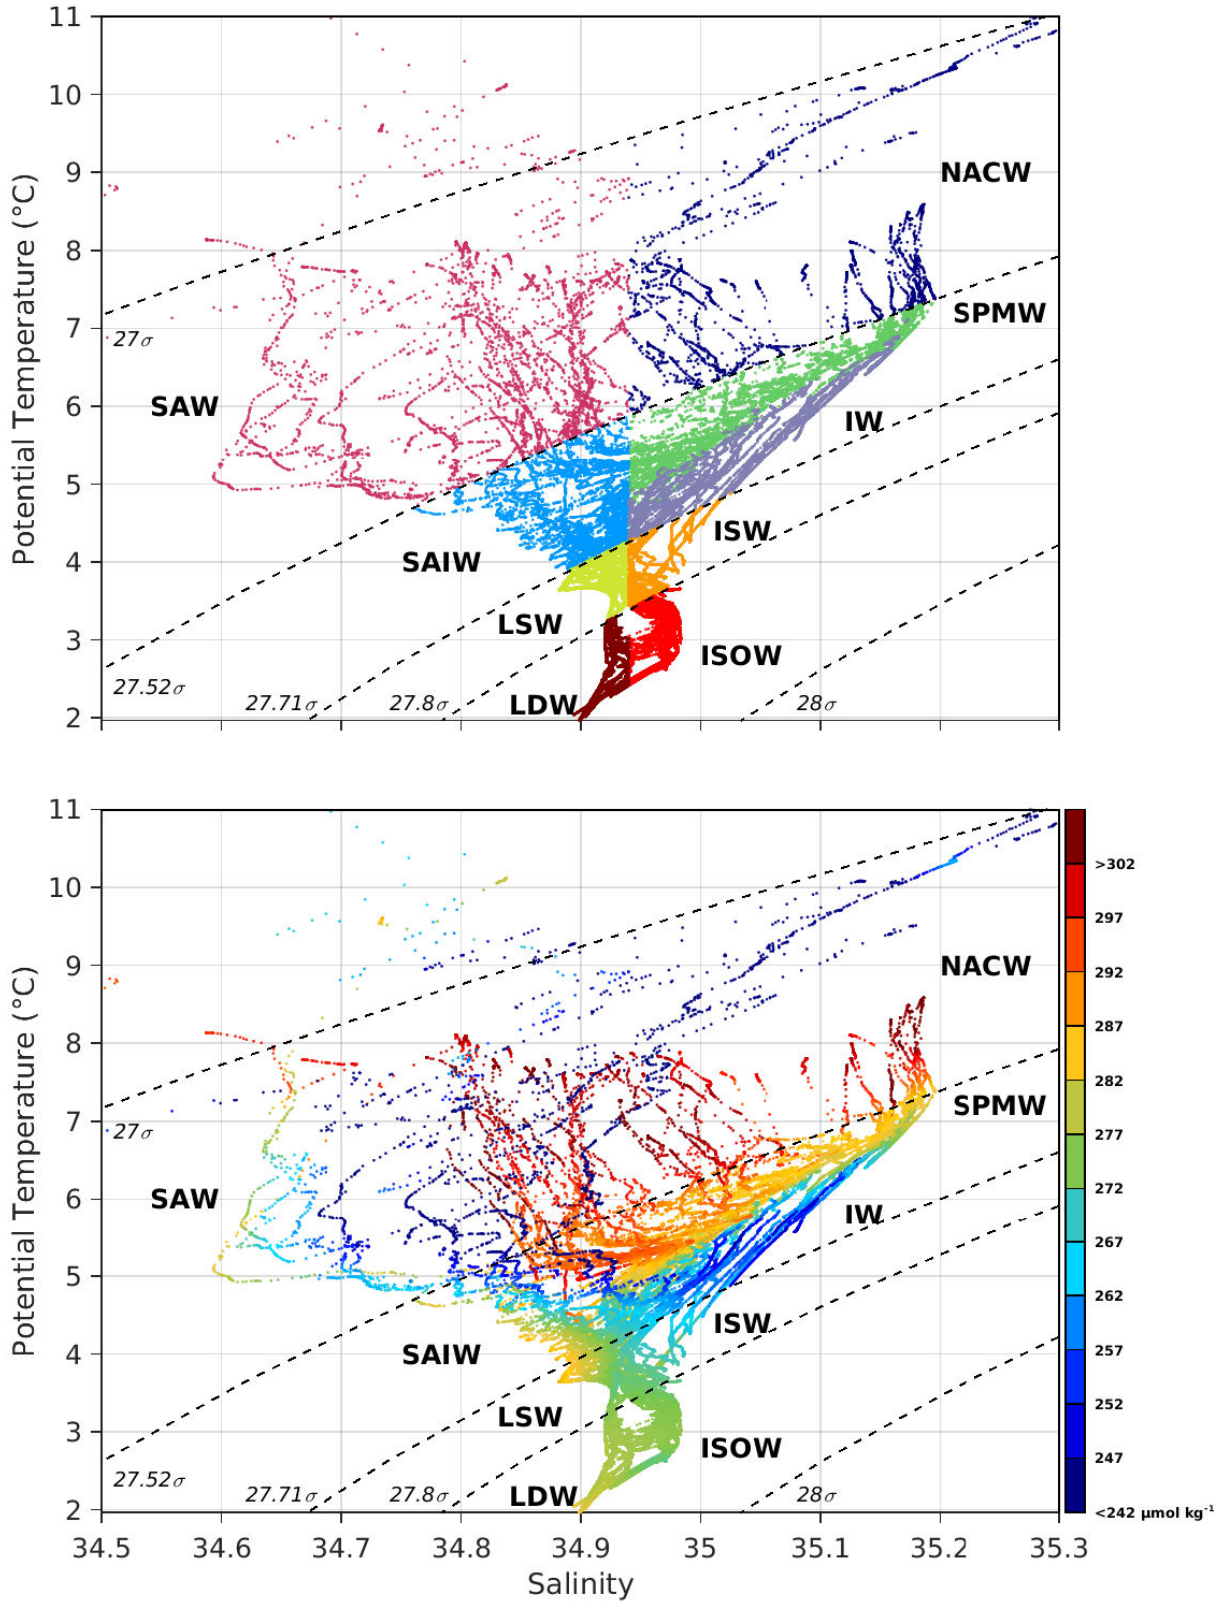 11
10
9
8
7
6
5
4
3
2
Potential Temperature (°C)
NACW
SPMW
27σ
SAW
IW
ISW
SAIW
LSW
ISOW
27.52σ
27.71σ
27.8σ
LDW
28σ
11
10
9
8
7
6
5
4
3
2
Potential Temperature (°C)
NACW
SPMW
27σ
SAW
IW
ISW
SAIW
LSW
ISOW
27.52σ
27.71σ
27.8σ
LDW
28σ
>302
297
292
287
282
277
272
267
262
257
252
247
<242 µmol kg⁻¹
34.5 34.6 34.7 34.8 34.9 35 35.1 35.2 35.3
Salinity